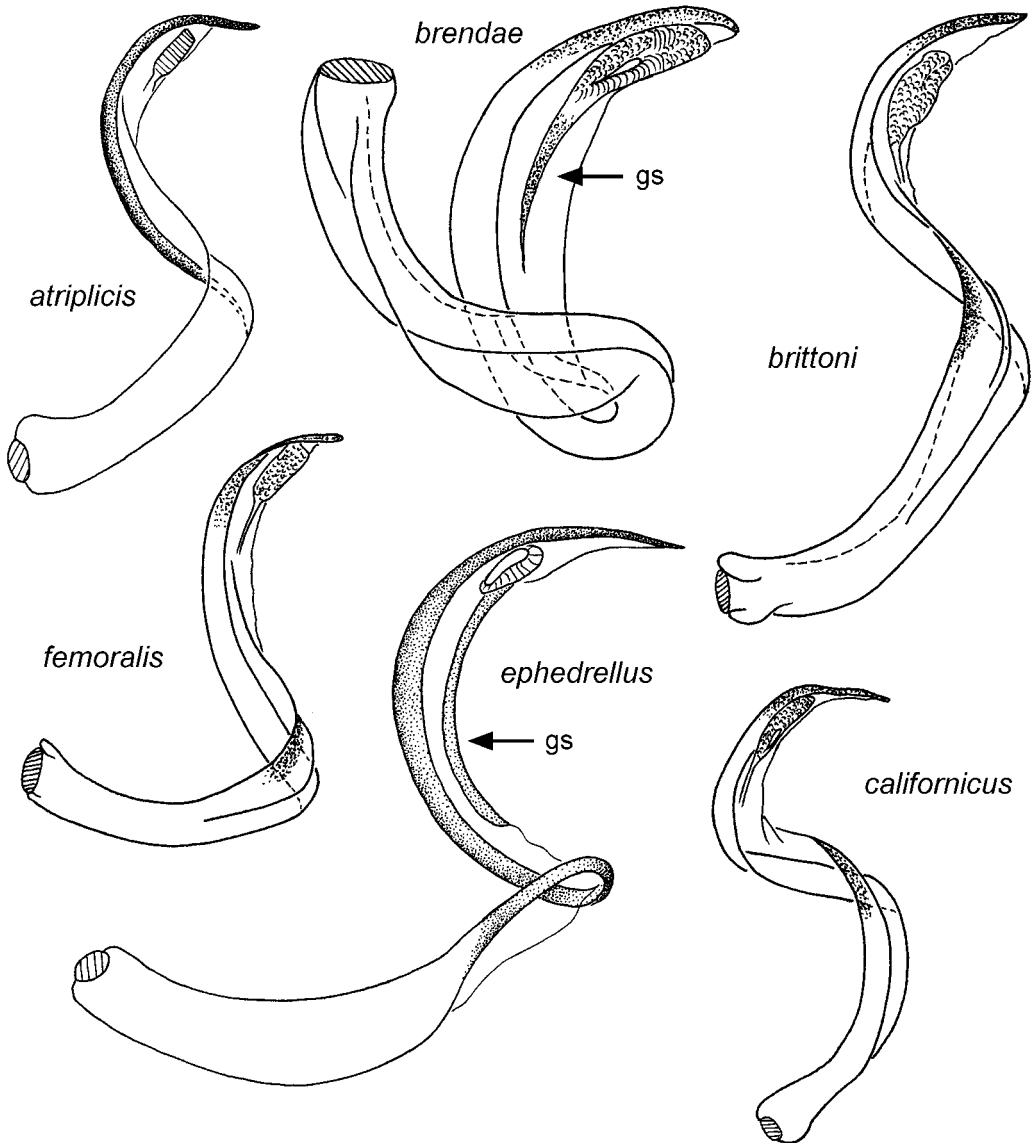 brendae
gs
atriplicis
brittoni
femoralis
ephedrellus
gs
californicus